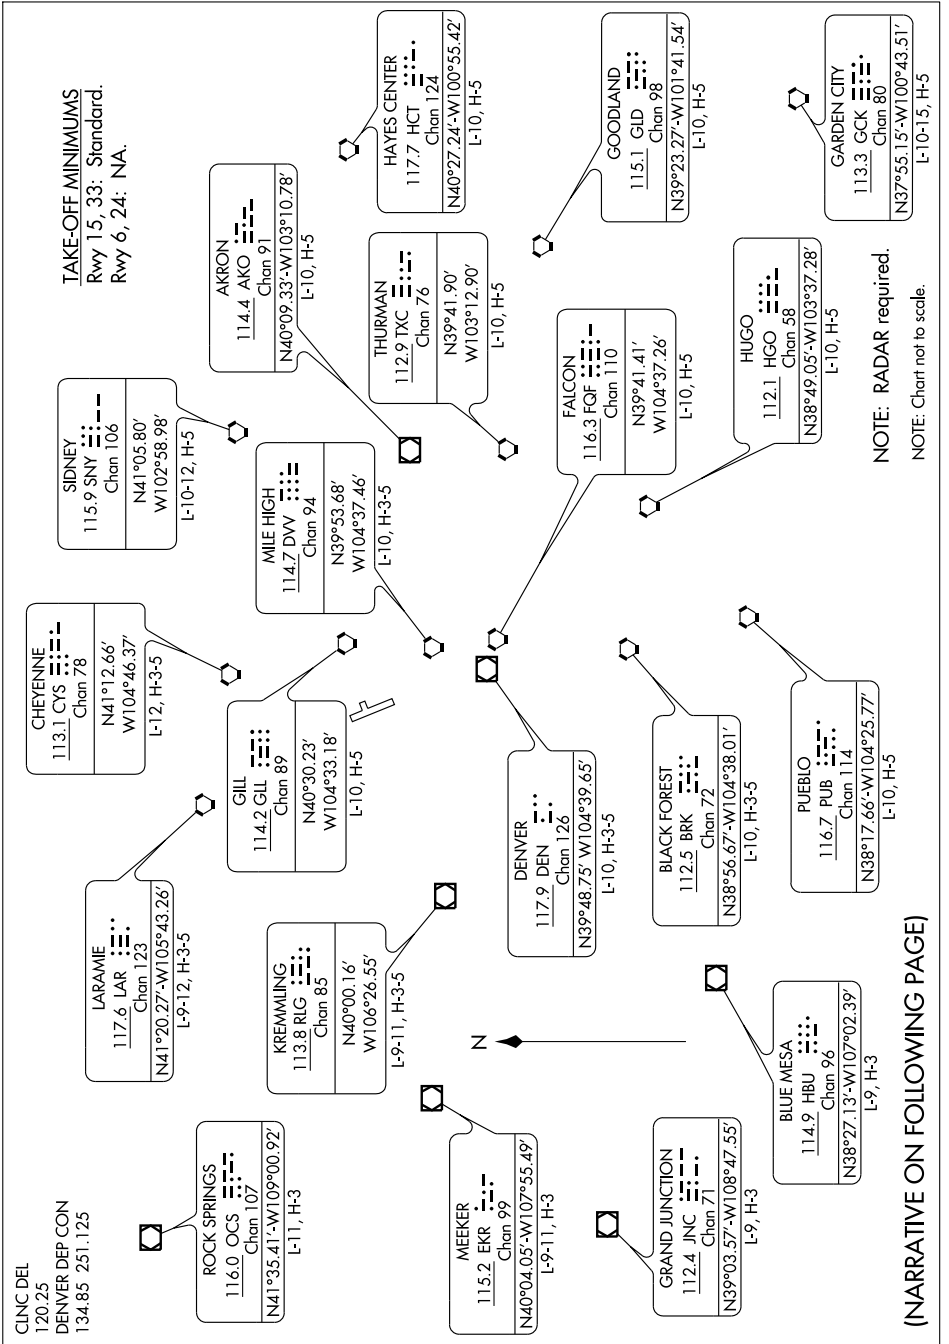 CLNC DEL
120.25
DENVER DEP CON
134.85 251.125
TAKE-OFF MINIMUMS
Rwy 15, 33: Standard.
Rwy 6, 24: NA.
ROCK SPRINGS
116.0 OCS
Chan 107
N41°35.41'-W109°00.92'
L-11, H-3
LARAMIE
117.6 LAR
Chan 123
N41°20.27'-W105°43.26'
L-9-12, H-3-5
CHEYENNE
113.1 CYS
Chan 78
N41°12.66'
W104°46.37'
L-12, H-3-5
SIDNEY
115.9 SNY
Chan 106
N41°05.80'
W102°58.98'
L-10-12, H-5
AKRON
114.4 AKO
Chan 91
N40°09.33'-W103°10.78'
L-10, H-5
HAYES CENTER
117.7 HCT
Chan 124
N40°27.24'-W100°55.42'
L-10, H-5
GILL
114.2 GLL
Chan 89
N40°30.23'
W104°33.18'
L-10, H-5
MILE HIGH
114.7 DVV
Chan 94
N39°53.68'
W104°37.46'
L-10, H-3-5
THURMAN
112.9 TXC
Chan 76
N39°41.90'
W103°12.90'
L-10, H-5
KREMMLING
113.8 RLG
Chan 85
N40°00.16'
W106°26.55'
L-9-11, H-3-5
MEEKER
115.2 EKR
Chan 99
N40°04.05'-W107°55.49'
L-9-11, H-3
N
DENVER
117.9 DEN
Chan 126
N39°48.75' W104°39.65'
L-10, H-3-5
FALCON
116.3 FQF
Chan 110
N39°41.41'
W104°37.26'
L-10, H-5
GOODLAND
115.1 GLD
Chan 98
N39°23.27'-W101°41.54'
L-10, H-5
GRAND JUNCTION
112.4 JNC
Chan 71
N39°03.57'-W108°47.55'
L-9, H-3
BLACK FOREST
112.5 BRK
Chan 72
N38°56.67'-W104°38.01'
L-10, H-3-5
HUGO
112.1 HGO
Chan 58
N38°49.05'-W103°37.28'
L-10, H-5
BLUE MESA
114.9 HBU
Chan 96
N38°27.13'-W107°02.39'
L-9, H-3
PUEBLO
116.7 PUB
Chan 114
N38°17.66'-W104°25.77'
L-10, H-5
GARDEN CITY
113.3 GCK
Chan 80
N37°55.15'-W100°43.51'
L-10-15, H-5
NOTE: RADAR required.
NOTE: Chart not to scale.
(NARRATIVE ON FOLLOWING PAGE)